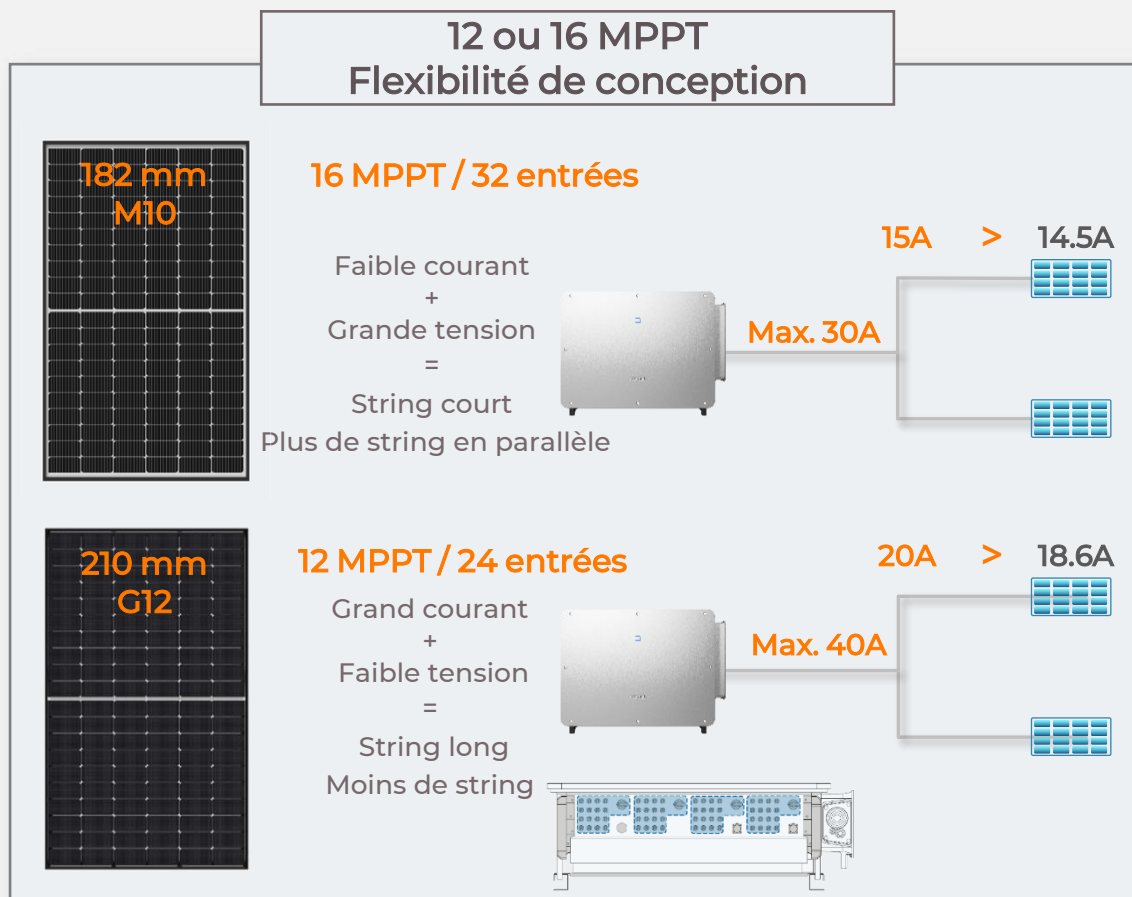 12 ou 16 MPPT
Flexibilité de conception
182 mm
M10
16 MPPT / 32 entrées
Faible courant
+
Grande tension
=
String court
Plus de string en parallèle
Max. 30A
15A > 14.5A
210 mm
G12
12 MPPT / 24 entrées
Grand courant
+
Faible tension
=
String long
Moins de string
Max. 40A
20A > 18.6A